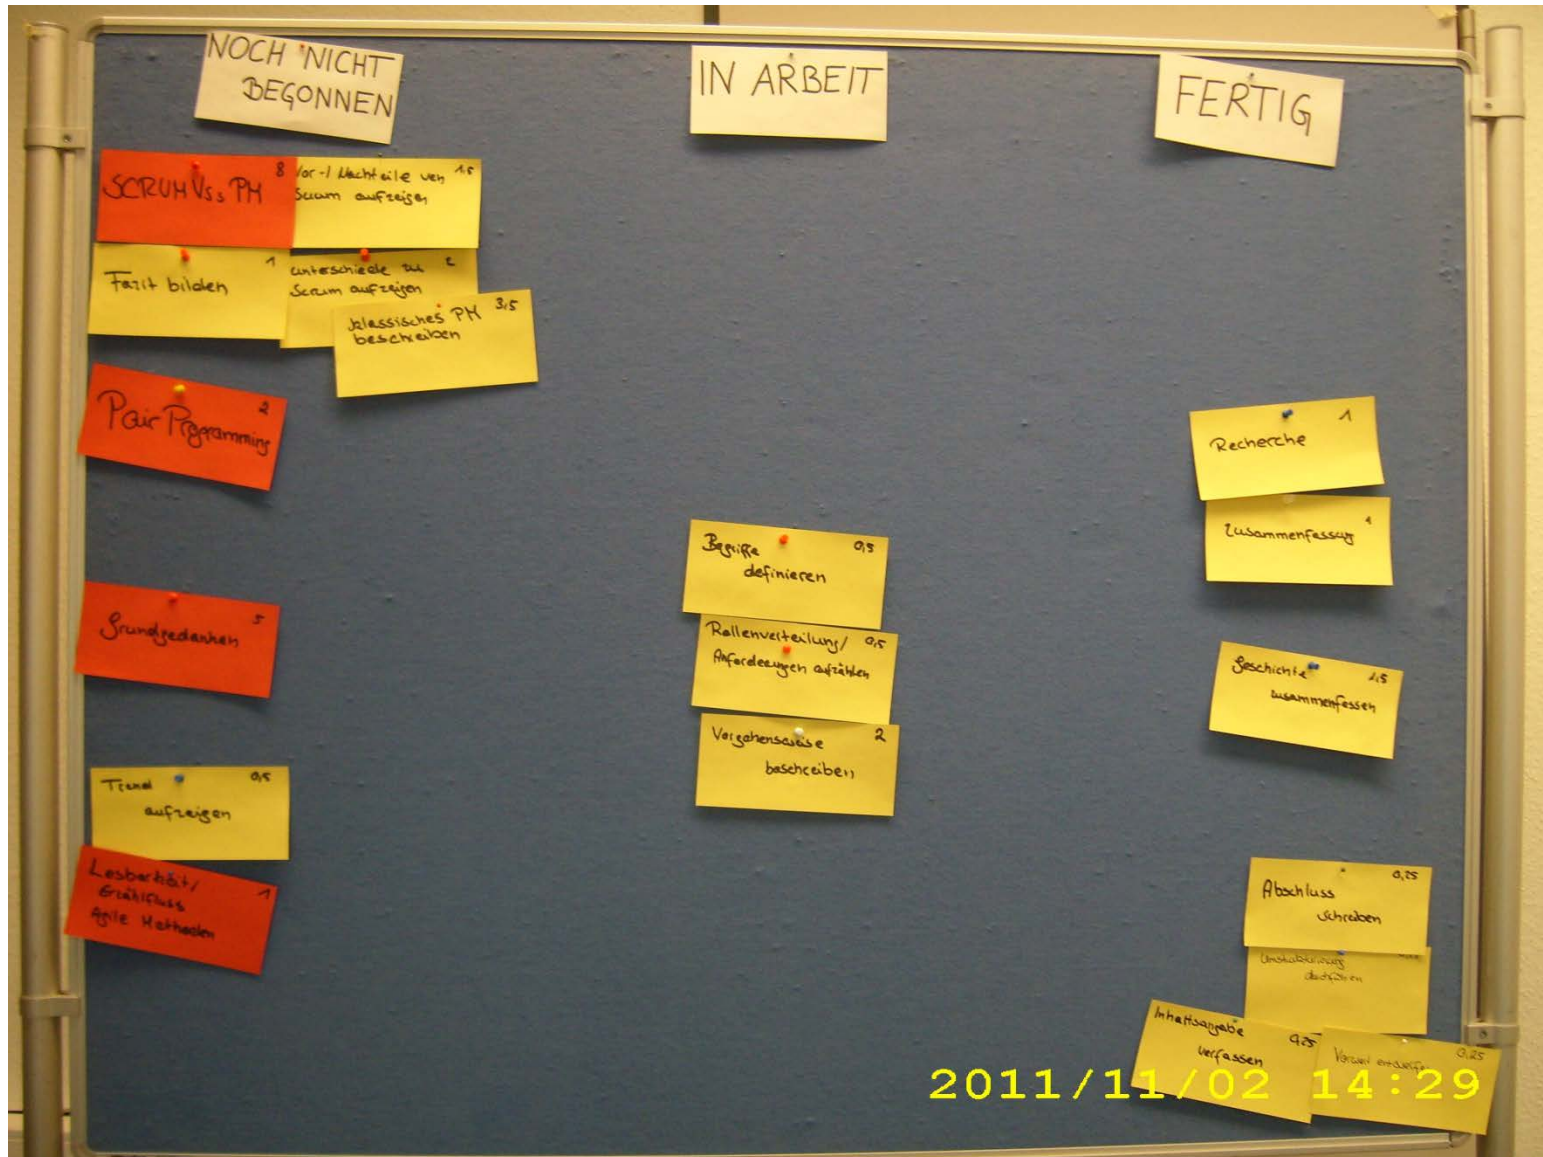 NOCH NICHT
BEGONNEN
IN ARBEIT
FERTIG
SCRUM Vs PM 8
Vor-/ Nachteile von 1,5
Scrum aufzeigen
Fazit bilden 1
Unterschiede zu 2
Scrum aufzeigen
klassisches PM 3,5
beschreiben
Pair Programming 2
Grundgedanken 5
Trend 0,5
aufzeigen
Lesbarkeit/ 1
Erzählfluss
Agile Methoden
Begriffe 0,5
definieren
Rollenverteilung/ 0,5
Anforderungen aufzählen
Vorgehensweise 2
beschreiben
Recherche 1
Zusammenfassung 1
Geschichte 1,5
zusammenfassen
Abschluss 0,25
schreiben
Umstrukturierung
durchführen
Inhaltsangabe 0,25
verfassen
Vorwort 0,25
2011/11/02 14:29